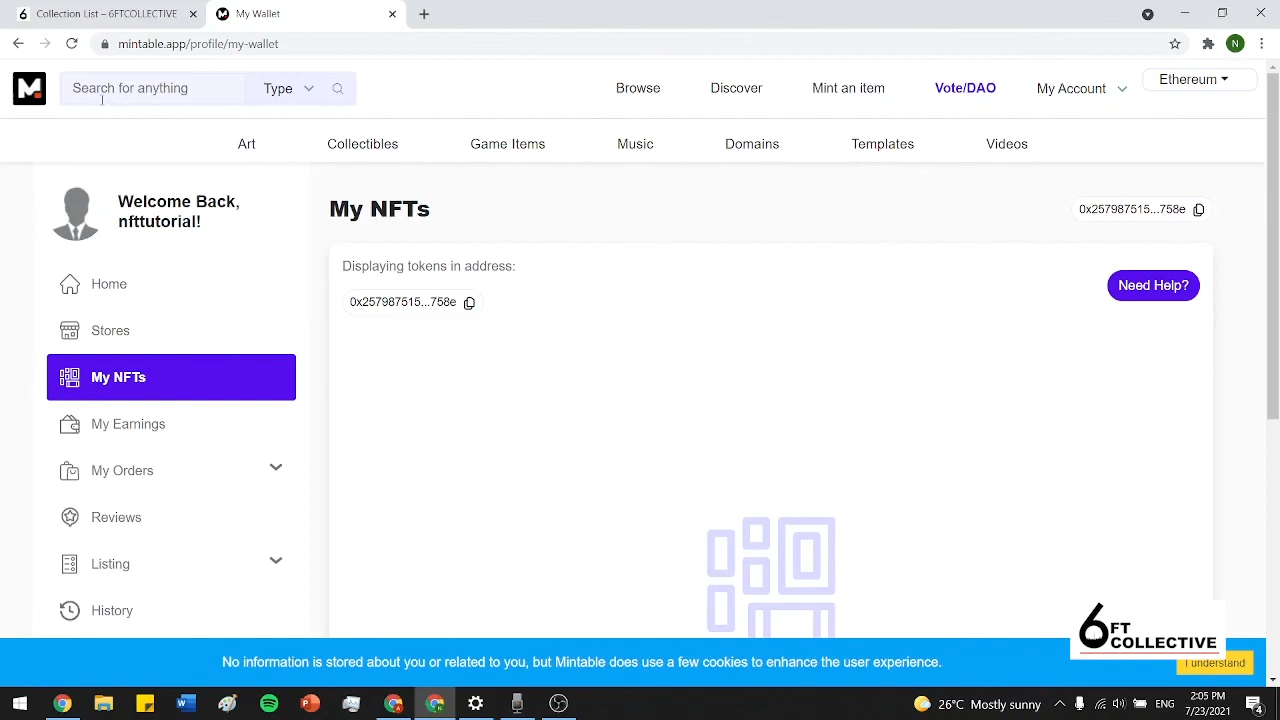 6 Collection List – 6FTCOLLECTIVE
My Wallet
mintable.app/profile/my-wallet
N
M.
Search for anything
Type
Browse
Discover
Mint an item
Vote/DAO
My Account
Ethereum
Art
Collectibles
Game Items
Music
Domains
Templates
Videos
Welcome Back,
nfttutorial!
My NFTs
0x257987515...758e
Displaying tokens in address:
0x257987515...758e
Need Help?
Home
Stores
My NFTs
My Earnings
My Orders
Reviews
Listing
History
6FT
COLLECTIVE
No information is stored about you or related to you, but Mintable does use a few cookies to enhance the user experience.
I understand
26°C Mostly sunny
ENG
2:05 PM
7/23/2021
4